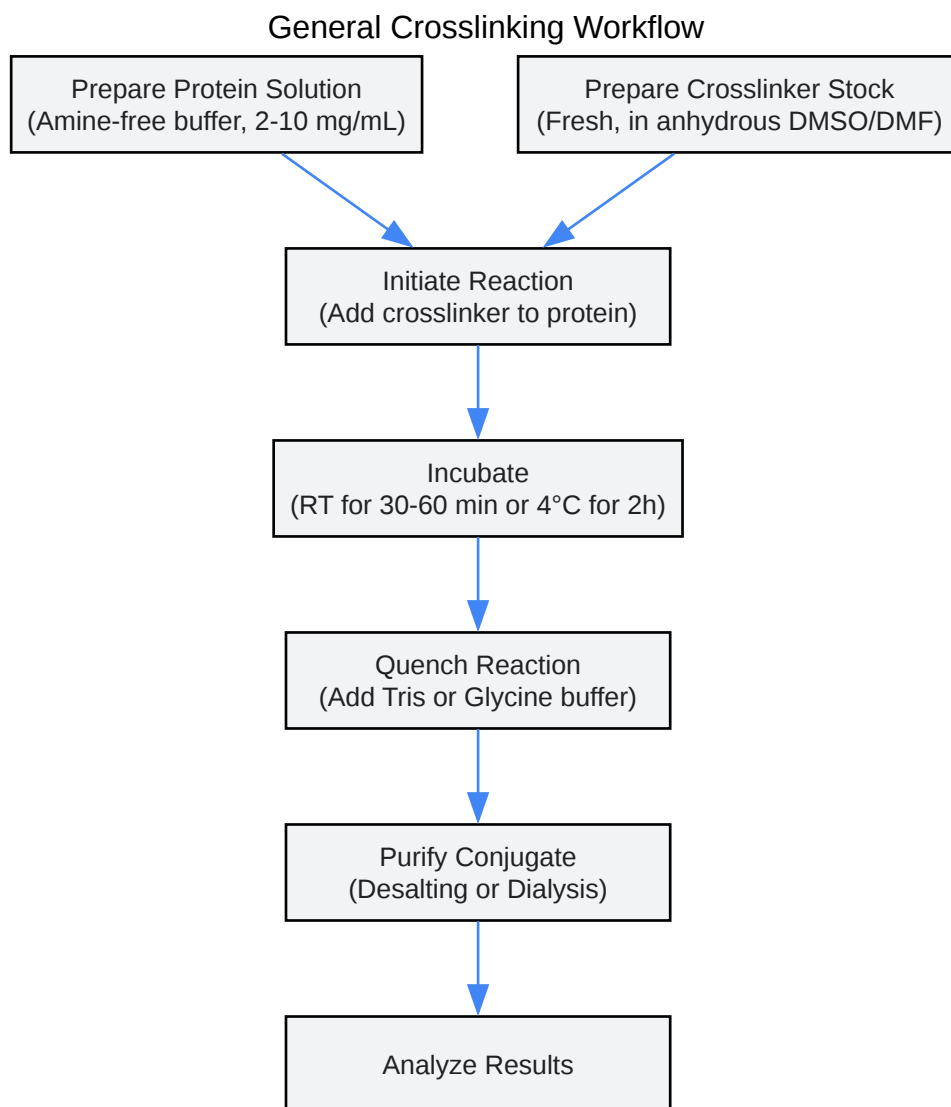 General Crosslinking Workflow
Prepare Protein Solution
(Amine-free buffer, 2-10 mg/mL)
Prepare Crosslinker Stock
(Fresh, in anhydrous DMSO/DMF)
Initiate Reaction
(Add crosslinker to protein)
Incubate
(RT for 30-60 min or 4°C for 2h)
Quench Reaction
(Add Tris or Glycine buffer)
Purify Conjugate
(Desalting or Dialysis)
Analyze Results